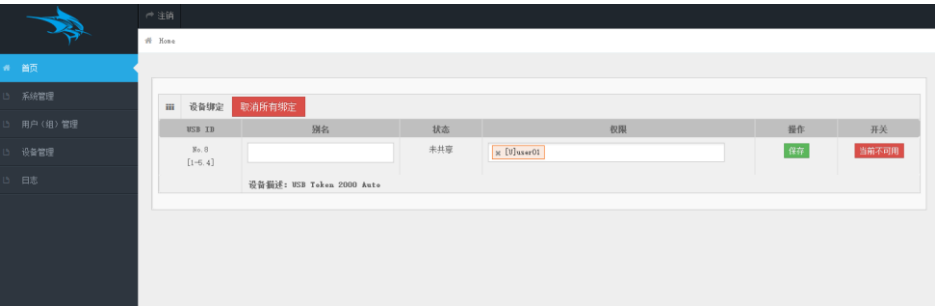 注销
Home
首页
系统管理
用户（组）管理
设备管理
日志
设备绑定 取消所有绑定
USB ID 别名 状态 权限 操作 开关
No.0 未共享 × [U]user01 保存 当前不可用
[1-5.4]
设备描述: USB Token 2000 Auto